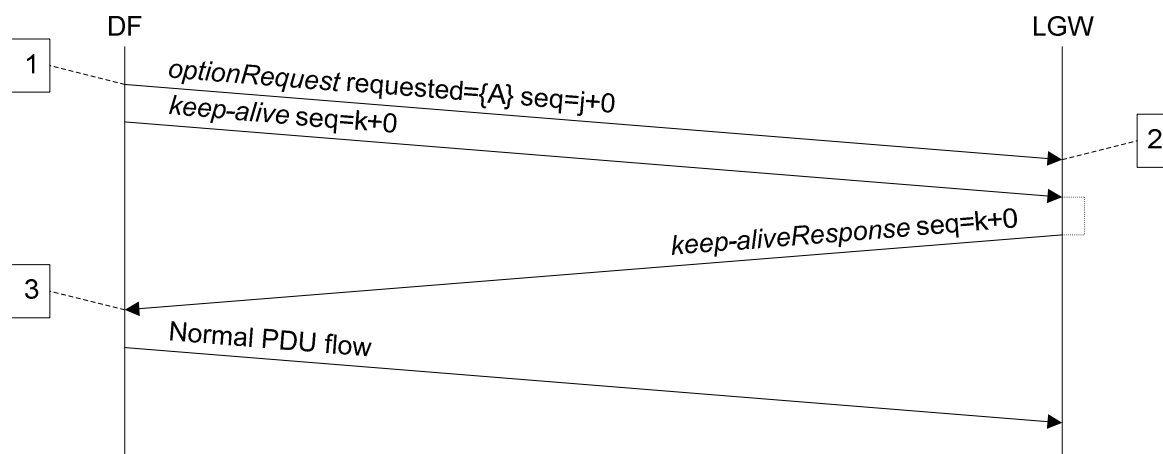 DF
LGW
1
optionRequest requested={A} seq=j+0
keep-alive seq=k+0
2
keep-aliveResponse seq=k+0
3
Normal PDU flow